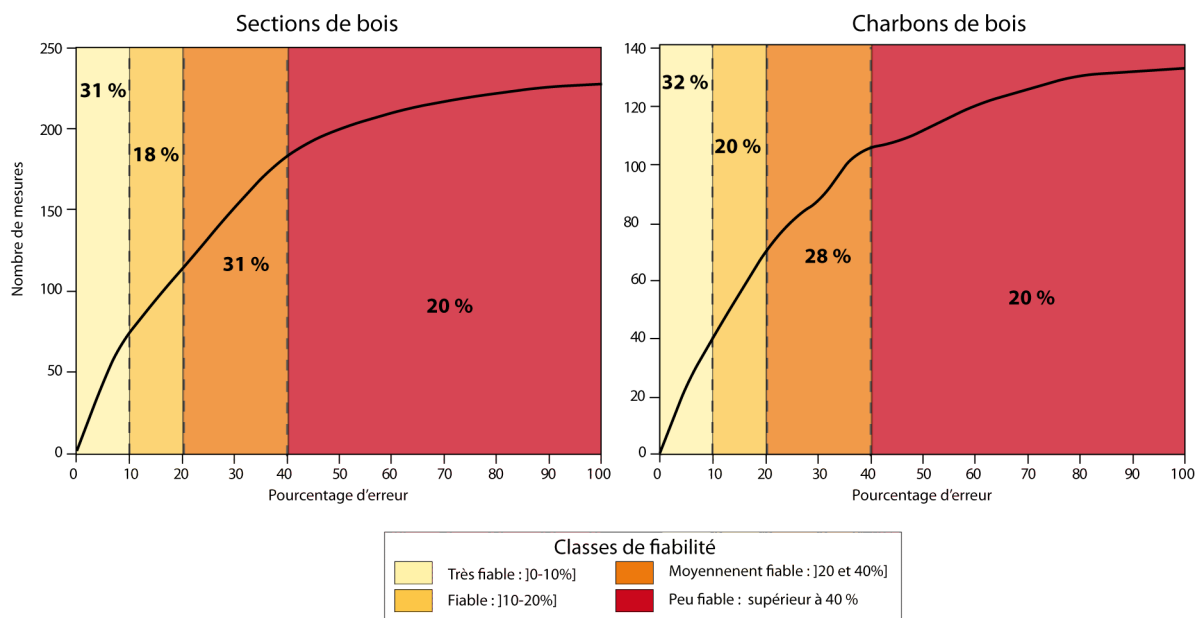 Sections de bois
250
200
150
100
50
0
Nombre de mesures
31 %
18 %
31 %
20 %
0 10 20 30 40 50 60 70 80 90 100
Pourcentage d'erreur
Charbons de bois
140
120
100
80
60
40
20
0
32 %
20 %
28 %
20 %
0 10 20 30 40 50 60 70 80 90 100
Pourcentage d'erreur
Classes de fiabilité
Très fiable : ]0-10%]
Fiable : ]10-20%]
Moyennenent fiable : ]20 et 40%]
Peu fiable : supérieur à 40 %